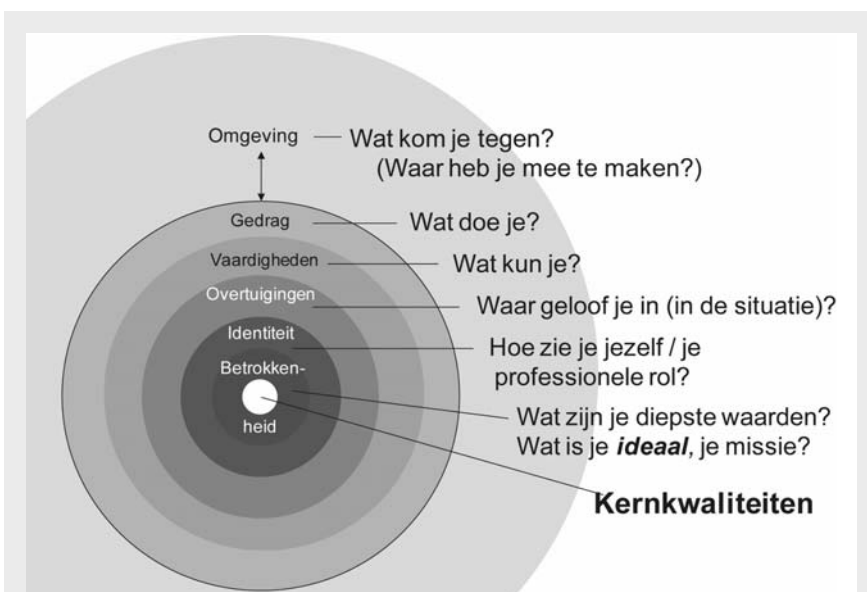 Omgeving
Wat kom je tegen?
(Waar heb je mee te maken?)
Gedrag
Wat doe je?
Vaardigheden
Wat kun je?
Overtuigingen
Waar geloof je in (in de situatie)?
Identiteit
Hoe zie je jezelf / je
professionele rol?
Betrokken-
heid
Wat zijn je diepste waarden?
Wat is je ideaal, je missie?
Kernkwaliteiten